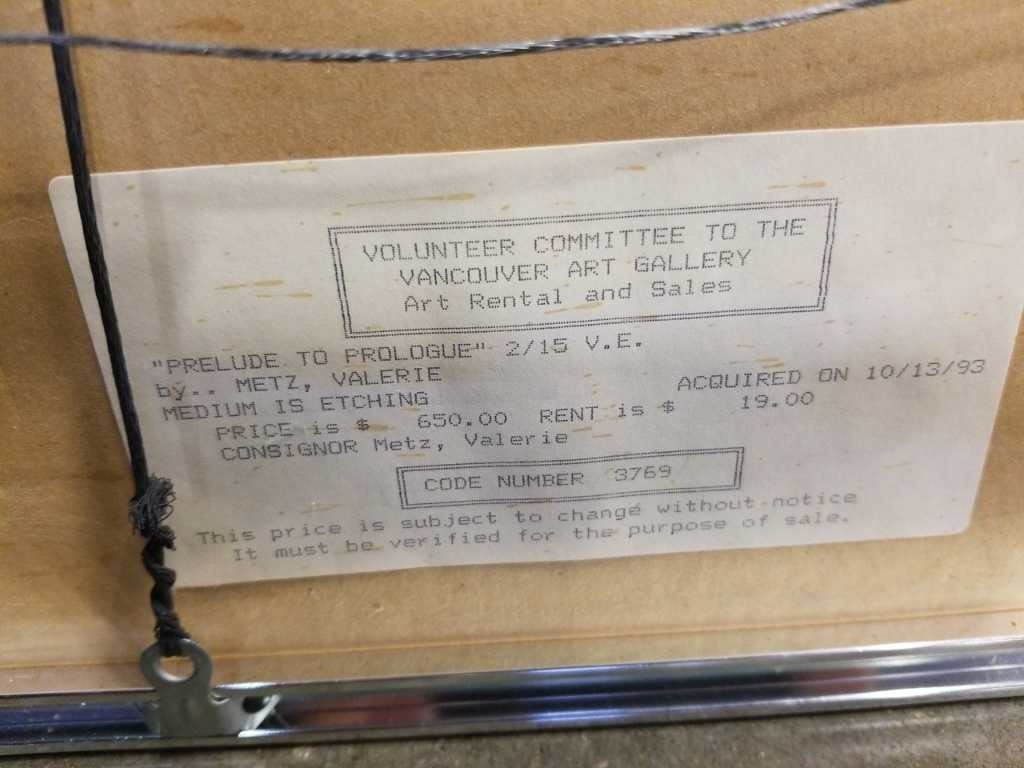 VOLUNTEER COMMITTEE TO THE
VANCOUVER ART GALLERY
Art Rental and Sales
"PRELUDE TO PROLOGUE" 2/15 V.E.
by.. METZ, VALERIE
MEDIUM IS ETCHING ACQUIRED ON 10/13/93
PRICE is $ 650.00 RENT is $ 19.00
CONSIGNOR Metz, Valerie
CODE NUMBER 3769
This price is subject to change without notice
It must be verified for the purpose of sale.